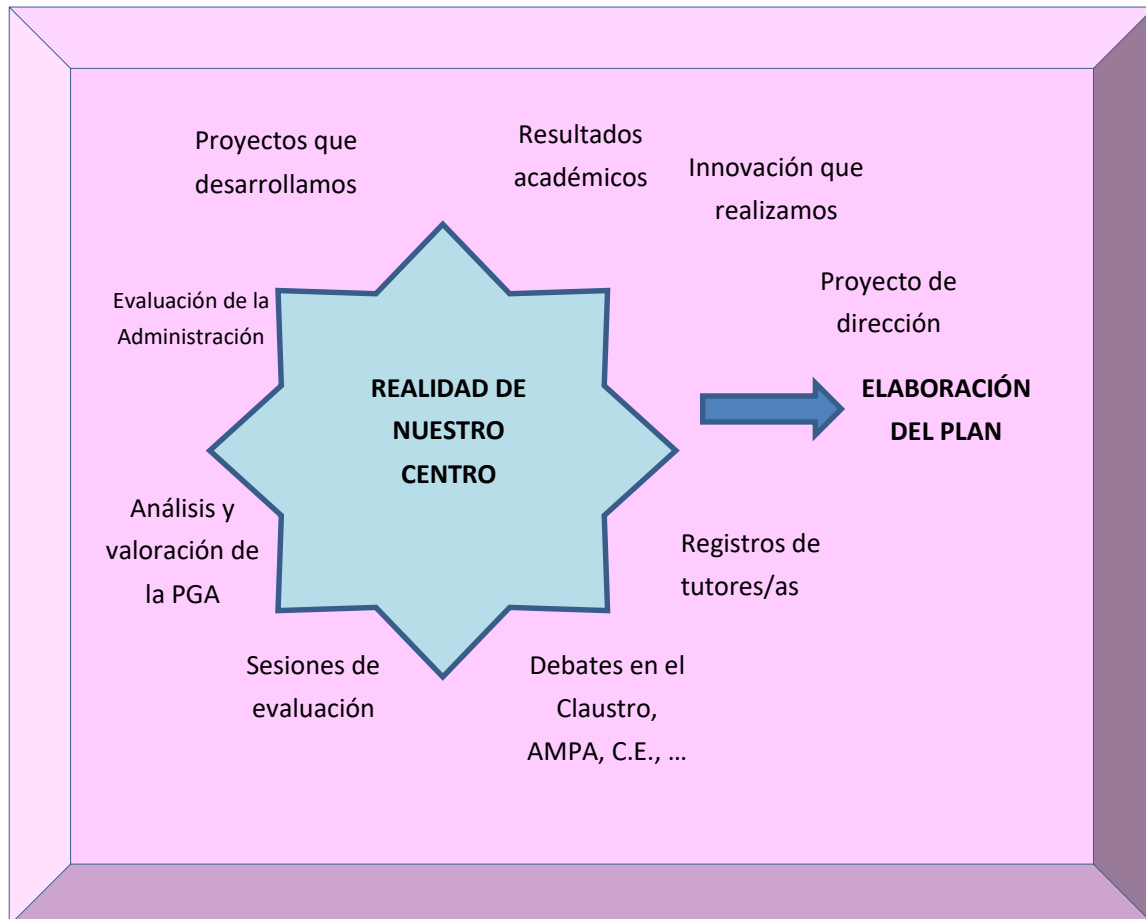 Proyectos que
desarrollamos
Resultados
académicos
Innovación que
realizamos
Evaluación de la
Administración
Proyecto de
dirección
REALIDAD DE
NUESTRO
CENTRO
ELABORACIÓN
DEL PLAN
Análisis y
valoración de
la PGA
Registros de
tutores/as
Sesiones de
evaluación
Debates en el
Claustro,
AMPA, C.E., …